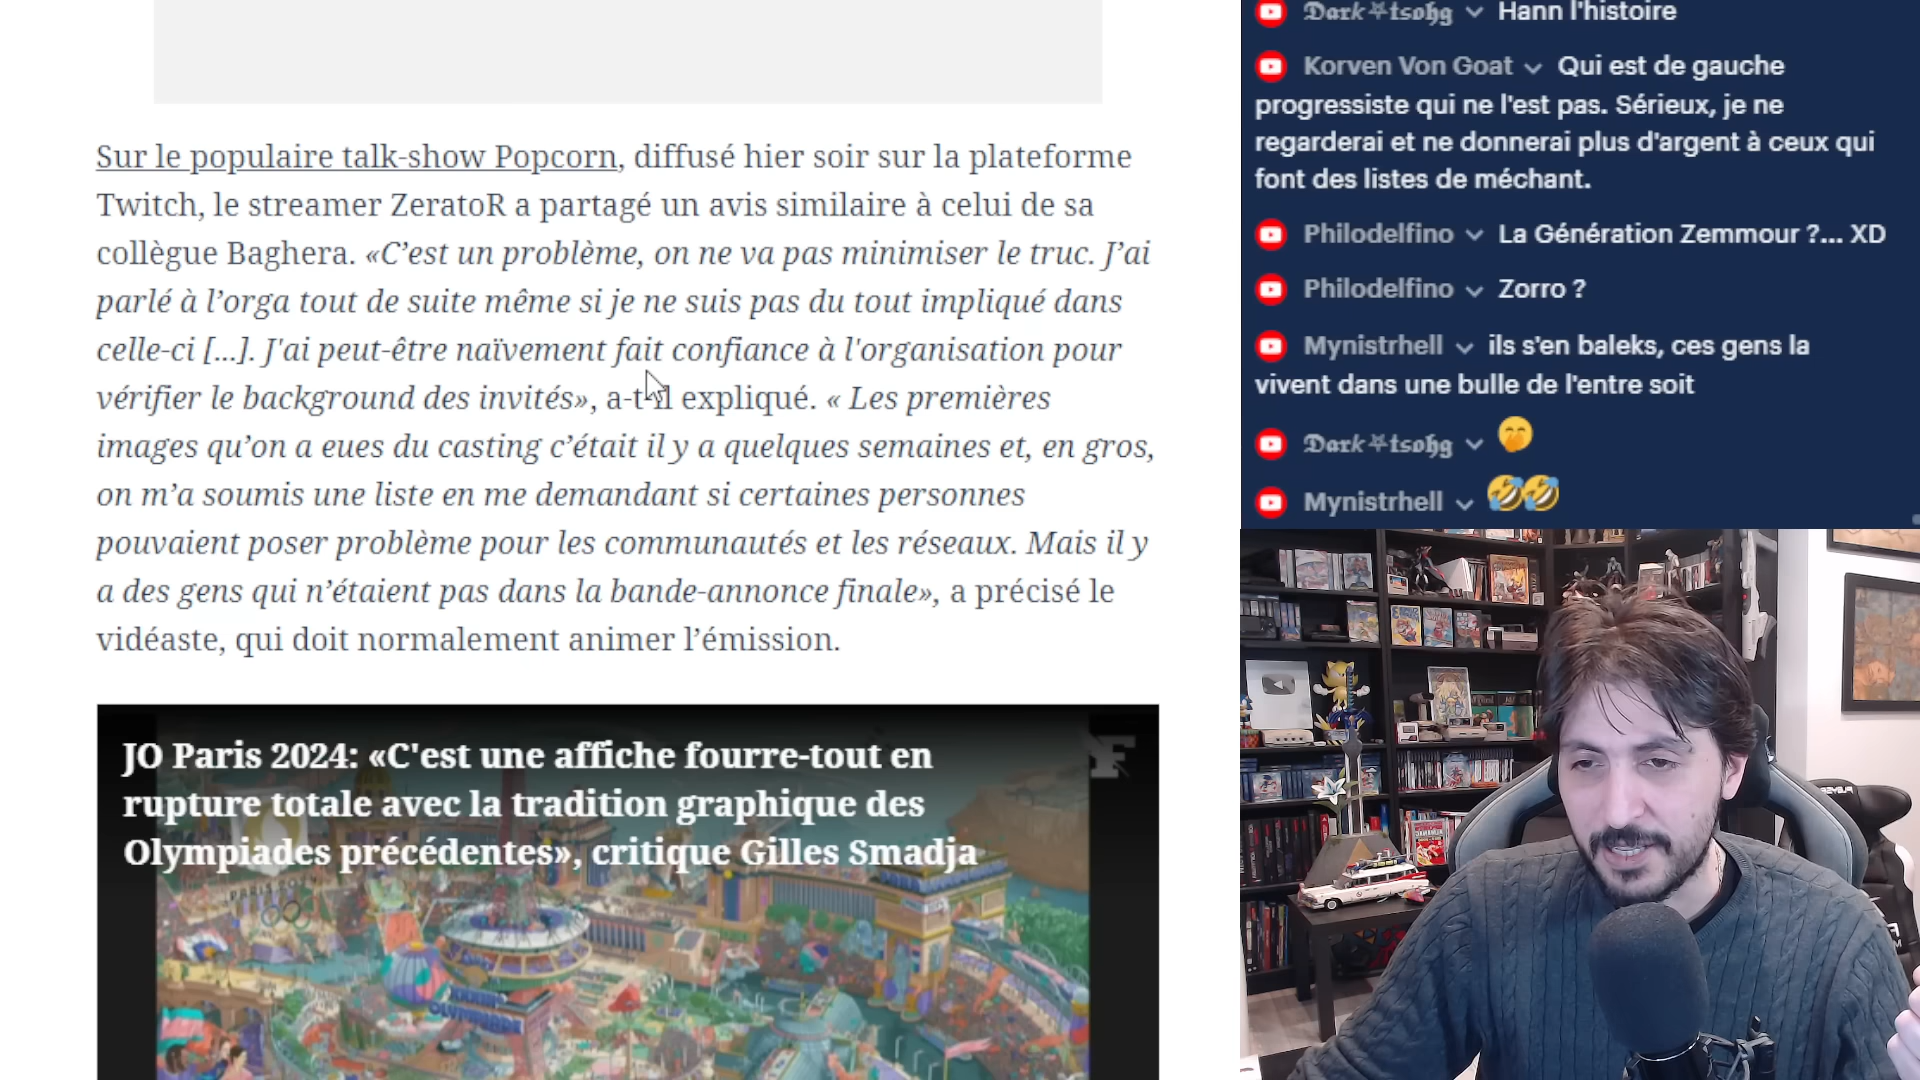 Sur le populaire talk-show Popcorn, diffusé hier soir sur la plateforme
Twitch, le streamer ZeratoR a partagé un avis similaire à celui de sa
collègue Baghera. «C’est un problème, on ne va pas minimiser le truc. J’ai
parlé à l’orga tout de suite même si je ne suis pas du tout impliqué dans
celle-ci [...]. J'ai peut-être naïvement fait confiance à l'organisation pour
vérifier le background des invités», a-t-il expliqué. « Les premières
images qu’on a eues du casting c’était il y a quelques semaines et, en gros,
on m’a soumis une liste en me demandant si certaines personnes
pouvaient poser problème pour les communautés et les réseaux. Mais il y
a des gens qui n’étaient pas dans la bande-annonce finale», a précisé le
vidéaste, qui doit normalement animer l’émission.
JO Paris 2024: «C'est une affiche fourre-tout en
rupture totale avec la tradition graphique des
Olympiades précédentes», critique Gilles Smadja
F
𝕯𝖆𝖗𝖐⛧𝖙𝖘𝖔𝖍𝖌 Hann l'histoire
Korven Von Goat Qui est de gauche
progressiste qui ne l'est pas. Sérieux, je ne
regarderai et ne donnerai plus d'argent à ceux qui
font des listes de méchant.
Philodelfino La Génération Zemmour ?... XD
Philodelfino Zorro ?
Mynistrhell ils s'en baleks, ces gens la
vivent dans une bulle de l'entre soit
𝕯𝖆𝖗𝖐⛧𝖙𝖘𝖔𝖍𝖌 🤭
Mynistrhell 🤣🤣